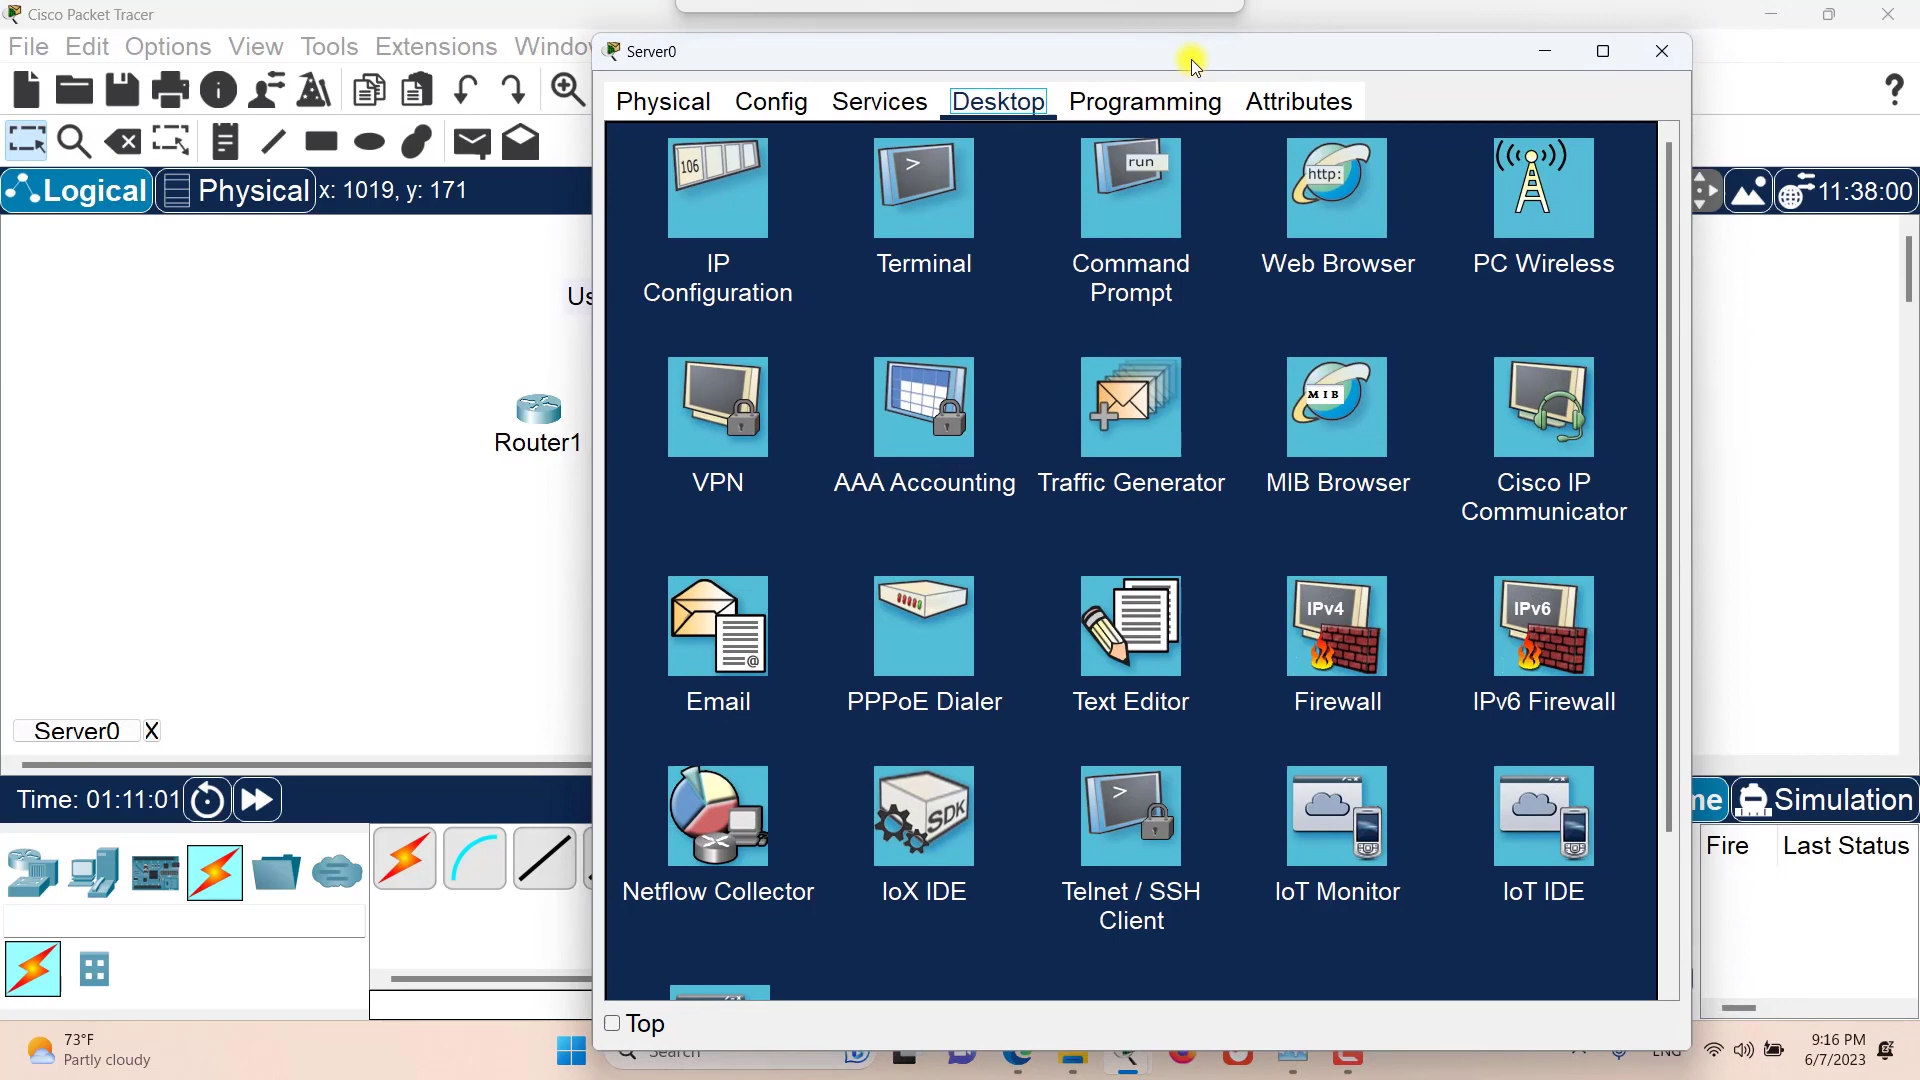 Cisco Packet Tracer
File Edit Options View Tools Extensions Window
Server0
Physical Config Services Desktop Programming Attributes
Logical Physical x: 1019, y: 171
11:38:00
106
>
run
http:
IP Configuration
Terminal
Command Prompt
Web Browser
PC Wireless
Us
Router1
MIB
VPN
AAA Accounting
Traffic Generator
MIB Browser
Cisco IP Communicator
@
IPv4
IPv6
Email
PPPoE Dialer
Text Editor
Firewall
IPv6 Firewall
Server0 X
SDK
>
Netflow Collector
IoX IDE
Telnet / SSH Client
IoT Monitor
IoT IDE
Time: 01:11:01
me Simulation
Fire Last Status
Top
73°F
Partly cloudy
Search
ENG
9:16 PM
6/7/2023